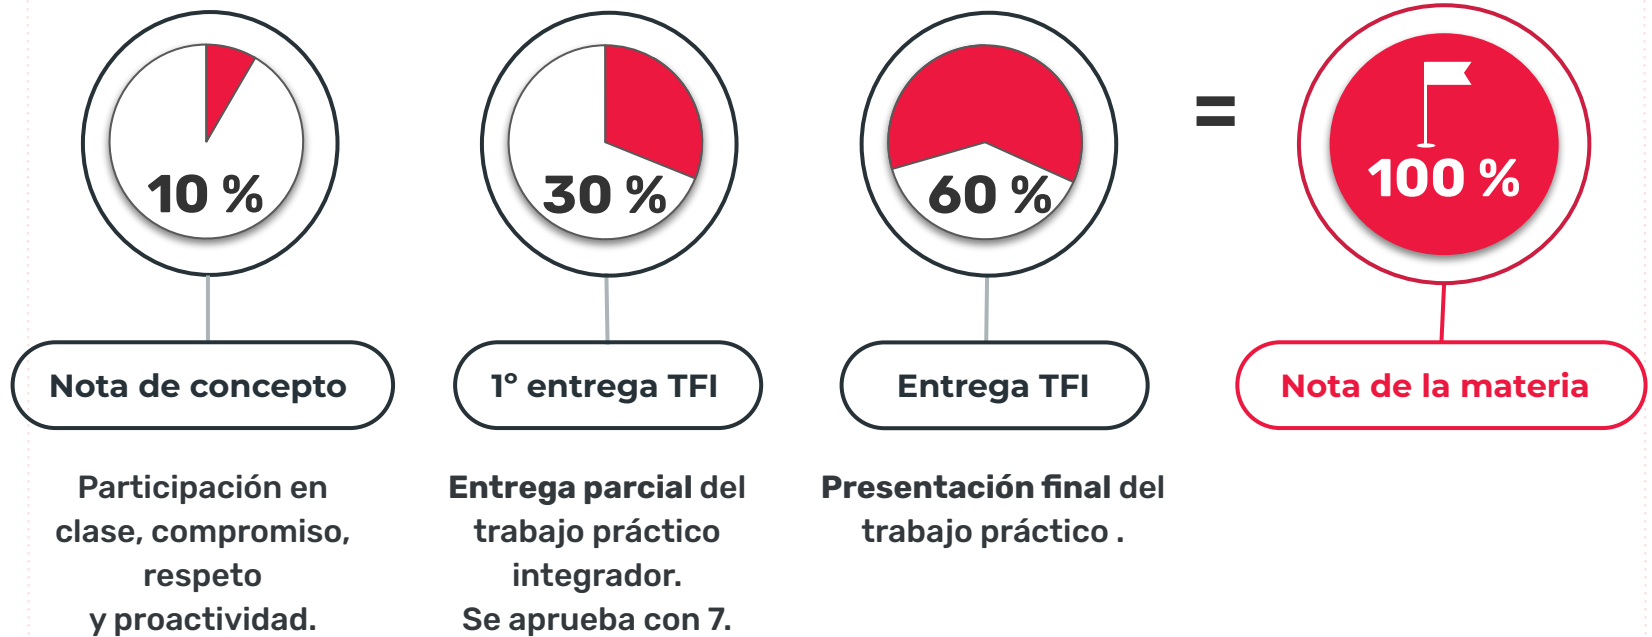 10 %
30 %
60 %
=
100 %
Nota de concepto
1º entrega TFI
Entrega TFI
Nota de la materia
Participación en
clase, compromiso,
respeto
y proactividad.
Entrega parcial del
trabajo práctico
integrador.
Se aprueba con 7.
Presentación final del
trabajo práctico .